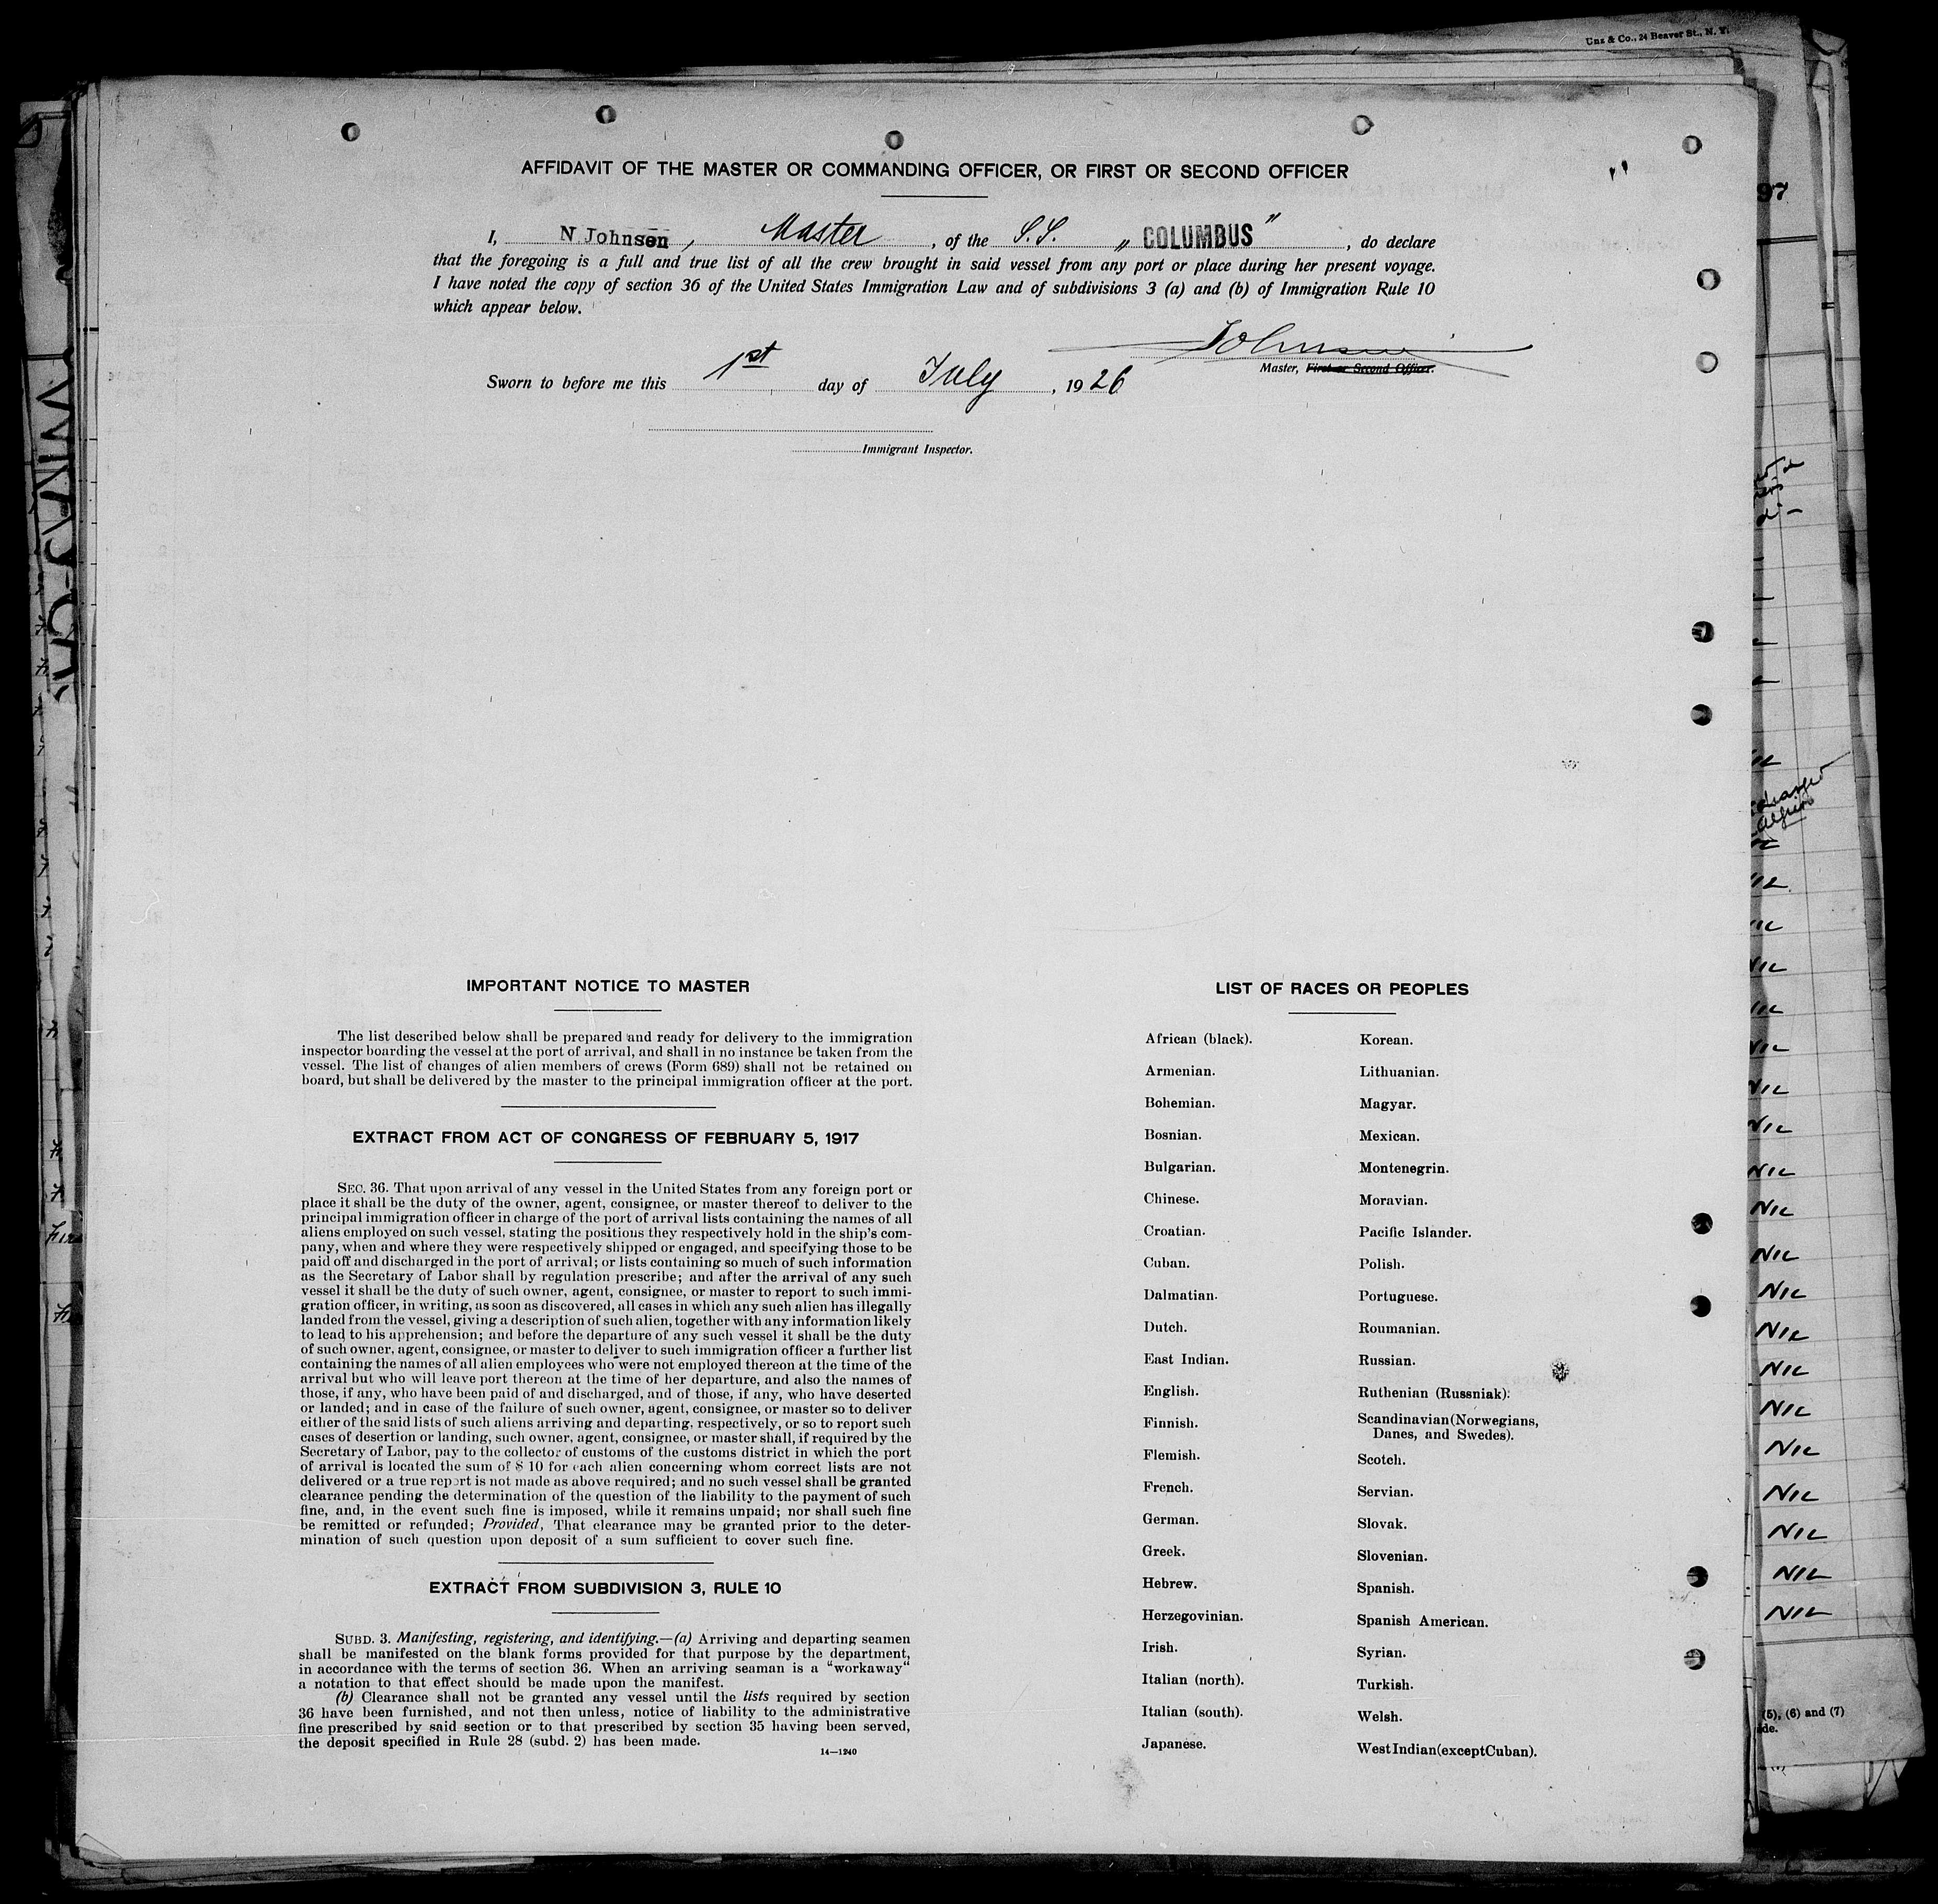 Unz & Co., 24 Beaver St., N. Y.
97
AFFIDAVIT OF THE MASTER OR COMMANDING OFFICER, OR FIRST OR SECOND OFFICER
I, N Johnsen, Master, of the S.S. „ COLUMBUS ", do declare
that the foregoing is a full and true list of all the crew brought in said vessel from any port or place during her present voyage.
I have noted the copy of section 36 of the United States Immigration Law and of subdivisions 3 (a) and (b) of Immigration Rule 10
which appear below.
Johnsen
Master, First or Second Officer.
Sworn to before me this 1st day of July, 1926
Immigrant Inspector.
IMPORTANT NOTICE TO MASTER
The list described below shall be prepared and ready for delivery to the immigration
inspector boarding the vessel at the port of arrival, and shall in no instance be taken from the
vessel. The list of changes of alien members of crews (Form 689) shall not be retained on
board, but shall be delivered by the master to the principal immigration officer at the port.
EXTRACT FROM ACT OF CONGRESS OF FEBRUARY 5, 1917
SEC. 36. That upon arrival of any vessel in the United States from any foreign port or
place it shall be the duty of the owner, agent, consignee, or master thereof to deliver to the
principal immigration officer in charge of the port of arrival lists containing the names of all
aliens employed on such vessel, stating the positions they respectively hold in the ship's com-
pany, when and where they were respectively shipped or engaged, and specifying those to be
paid off and discharged in the port of arrival; or lists containing so much of such information
as the Secretary of Labor shall by regulation prescribe; and after the arrival of any such
vessel it shall be the duty of such owner, agent, consignee, or master to report to such immi-
gration officer, in writing, as soon as discovered, all cases in which any such alien has illegally
landed from the vessel, giving a description of such alien, together with any information likely
to lead to his apprehension; and before the departure of any such vessel it shall be the duty
of such owner, agent, consignee, or master to deliver to such immigration officer a further list
containing the names of all alien employees who were not employed thereon at the time of the
arrival but who will leave port thereon at the time of her departure, and also the names of
those, if any, who have been paid of and discharged, and of those, if any, who have deserted
or landed; and in case of the failure of such owner, agent, consignee, or master so to deliver
either of the said lists of such aliens arriving and departing, respectively, or so to report such
cases of desertion or landing, such owner, agent, consignee, or master shall, if required by the
Secretary of Labor, pay to the collector of customs of the customs district in which the port
of arrival is located the sum of $ 10 for each alien concerning whom correct lists are not
delivered or a true report is not made as above required; and no such vessel shall be granted
clearance pending the determination of the question of the liability to the payment of such
fine, and, in the event such fine is imposed, while it remains unpaid; nor shall such fine
be remitted or refunded; Provided, That clearance may be granted prior to the deter-
mination of such question upon deposit of a sum sufficient to cover such fine.
EXTRACT FROM SUBDIVISION 3, RULE 10
SUBD. 3. Manifesting, registering, and identifying.—(a) Arriving and departing seamen
shall be manifested on the blank forms provided for that purpose by the department,
in accordance with the terms of section 36. When an arriving seaman is a "workaway"
a notation to that effect should be made upon the manifest.
(b) Clearance shall not be granted any vessel until the lists required by section
36 have been furnished, and not then unless, notice of liability to the administrative
fine prescribed by said section or to that prescribed by section 35 having been served,
the deposit specified in Rule 28 (subd. 2) has been made.
14—1240
LIST OF RACES OR PEOPLES
African (black).
Armenian.
Bohemian.
Bosnian.
Bulgarian.
Chinese.
Croatian.
Cuban.
Dalmatian.
Dutch.
East Indian.
English.
Finnish.
Flemish.
French.
German.
Greek.
Hebrew.
Herzegovinian.
Irish.
Italian (north).
Italian (south).
Japanese.
Korean.
Lithuanian.
Magyar.
Mexican.
Montenegrin.
Moravian.
Pacific Islander.
Polish.
Portuguese.
Roumanian.
Russian.
Ruthenian (Russniak).
Scandinavian (Norwegians,
Danes, and Swedes).
Scotch.
Servian.
Slovak.
Slovenian.
Spanish.
Spanish American.
Syrian.
Turkish.
Welsh.
West Indian (except Cuban).
NIL
NIL
NIL
NIL
NIL
NIL
NIL
NIL
NIL
NIL
NIL
NIL
NIL
NIL
(5), (6) and (7)